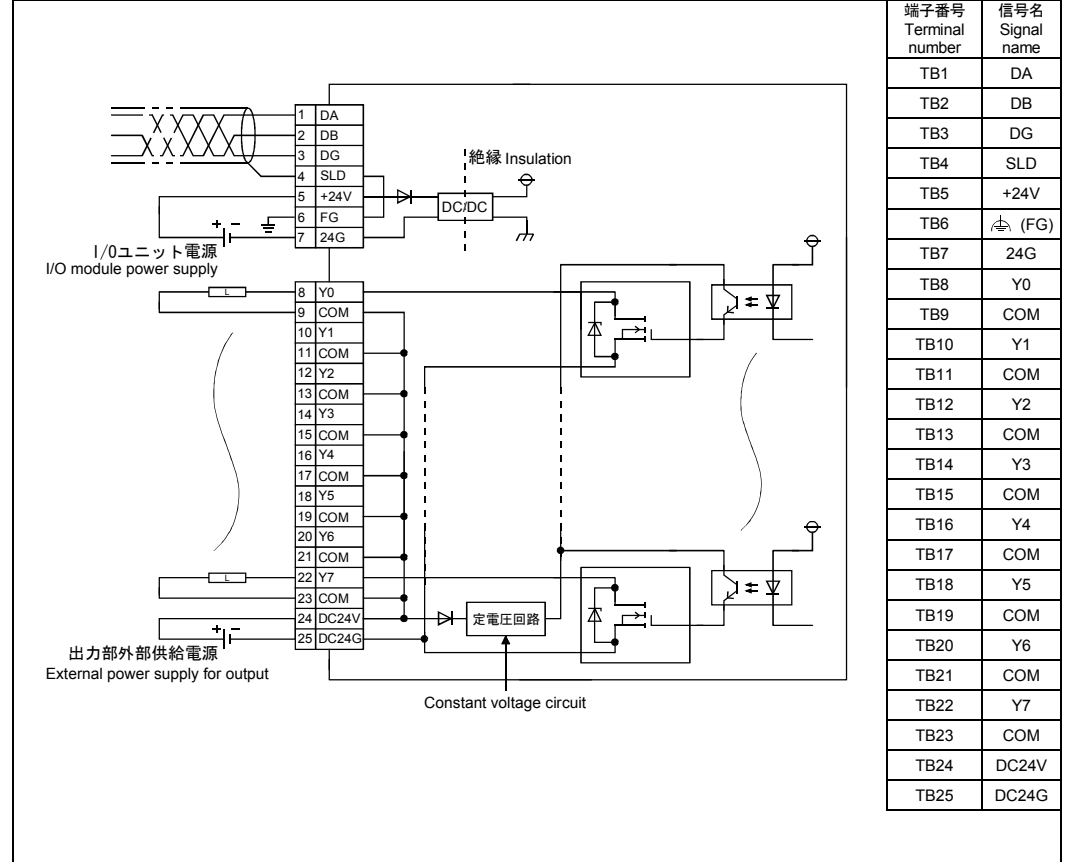 1 DA
2 DB
3 DG
4 SLD
5 +24V
6 FG
7 24G
絶縁 Insulation
DC/DC
+ −
I/0ユニット電源
I/O module power supply
L
8 Y0
9 COM
10 Y1
11 COM
12 Y2
13 COM
14 Y3
15 COM
16 Y4
17 COM
18 Y5
19 COM
20 Y6
21 COM
22 Y7
23 COM
24 DC24V
25 DC24G
L
+ −
定電圧回路
出力部外部供給電源
External power supply for output
Constant voltage circuit
端子番号 信号名
Terminal Signal
number name
TB1 DA
TB2 DB
TB3 DG
TB4 SLD
TB5 +24V
TB6 (FG)
TB7 24G
TB8 Y0
TB9 COM
TB10 Y1
TB11 COM
TB12 Y2
TB13 COM
TB14 Y3
TB15 COM
TB16 Y4
TB17 COM
TB18 Y5
TB19 COM
TB20 Y6
TB21 COM
TB22 Y7
TB23 COM
TB24 DC24V
TB25 DC24G